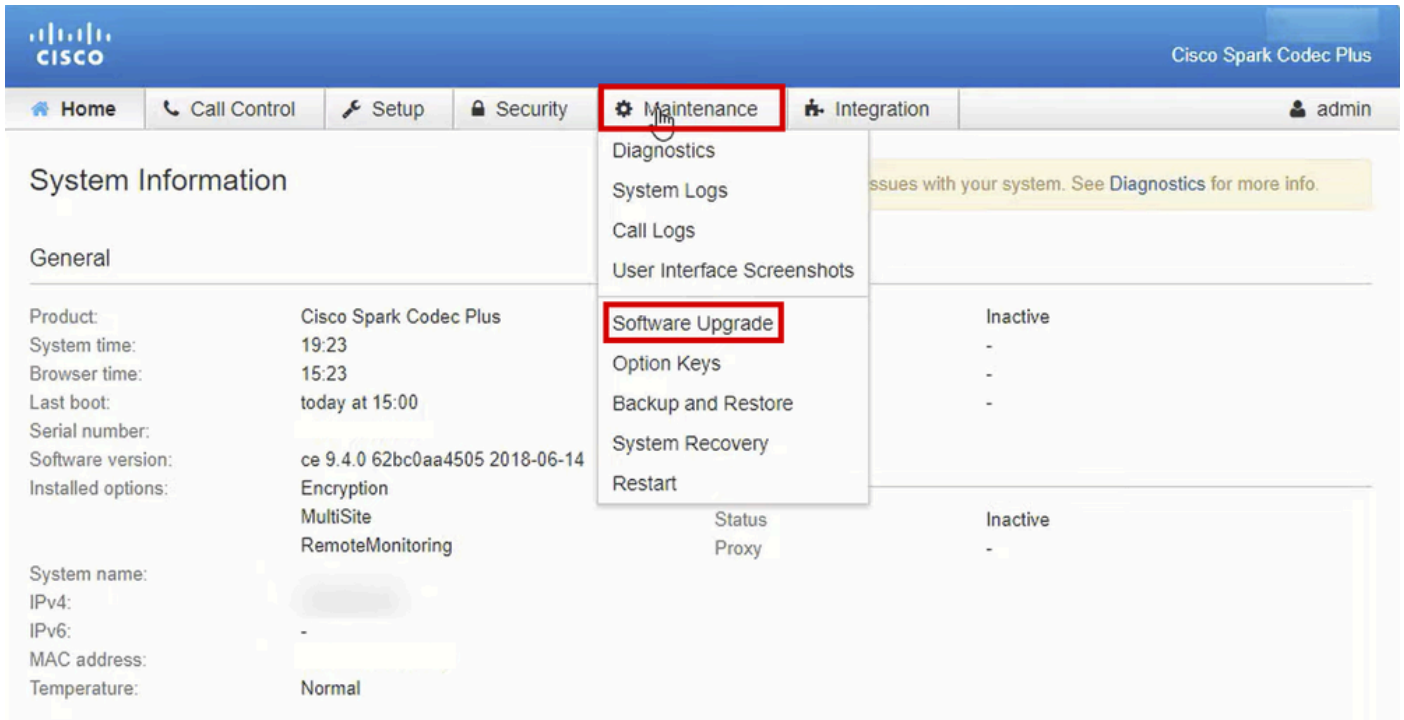 CISCO
Cisco Spark Codec Plus
Home Call Control Setup Security Maintenance Integration admin
System Information
ssues with your system. See Diagnostics for more info.
Diagnostics
System Logs
Call Logs
User Interface Screenshots
Software Upgrade
Option Keys
Backup and Restore
System Recovery
Restart
General
Product: Cisco Spark Codec Plus
System time: 19:23
Browser time: 15:23
Last boot: today at 15:00
Serial number:
Software version: ce 9.4.0 62bc0aa4505 2018-06-14
Installed options: Encryption
MultiSite
RemoteMonitoring
System name:
IPv4:
IPv6: -
MAC address:
Temperature: Normal
Inactive
-
-
-
Status Inactive
Proxy -